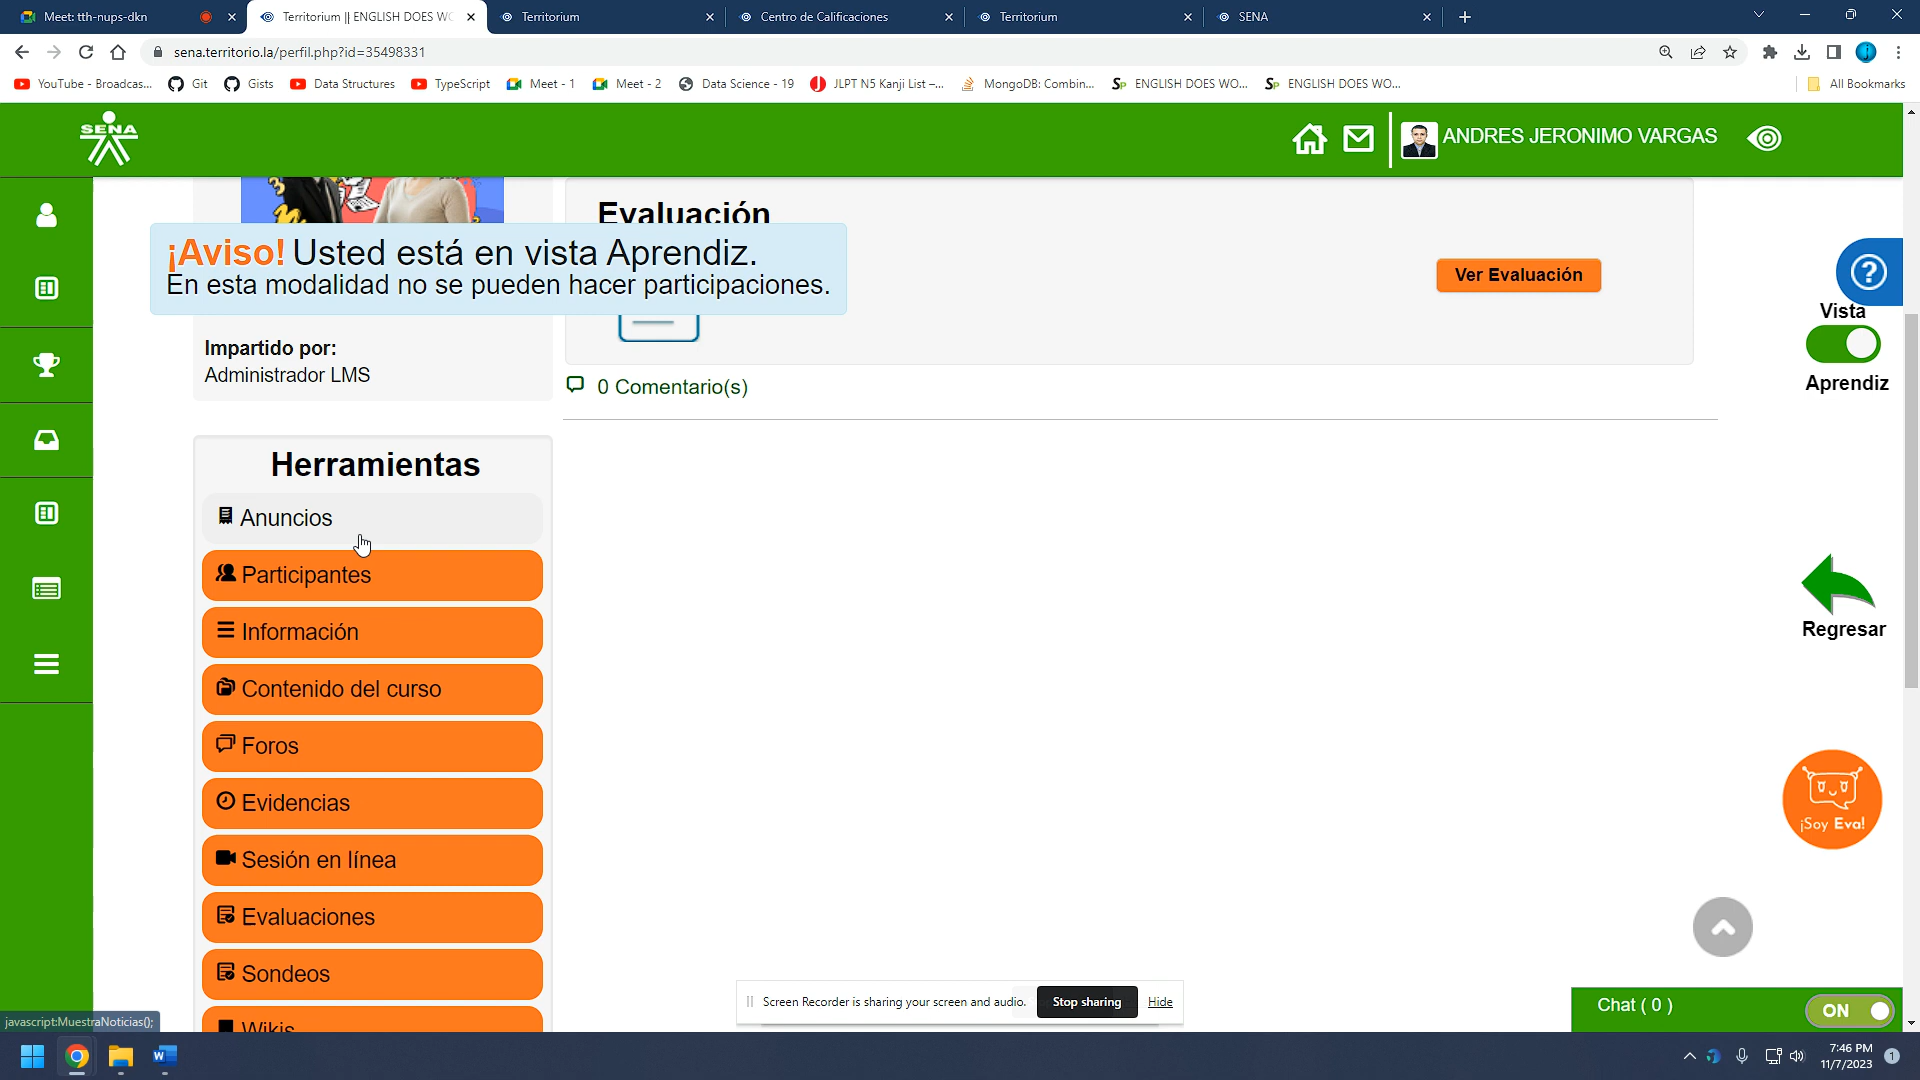 Meet: tth-nups-dkn
Territorium || ENGLISH DOES WO
Territorium
Centro de Calificaciones
Territorium
SENA
sena.territorio.la/perfil.php?id=35498331
YouTube - Broadcas...
Git
Gists
Data Structures
TypeScript
Meet - 1
Meet - 2
Data Science - 19
JLPT N5 Kanji List –...
MongoDB: Combin...
ENGLISH DOES WO...
ENGLISH DOES WO...
All Bookmarks
SENA
ANDRES JERONIMO VARGAS
Evaluación
¡Aviso! Usted está en vista Aprendiz.
En esta modalidad no se pueden hacer participaciones.
Ver Evaluación
Vista
Aprendiz
Impartido por:
Administrador LMS
0 Comentario(s)
Herramientas
Anuncios
Participantes
Información
Contenido del curso
Foros
Evidencias
Sesión en línea
Evaluaciones
Sondeos
Wikis
Regresar
¡Soy Eva!
Screen Recorder is sharing your screen and audio.
Stop sharing
Hide
Chat ( 0 )
ON
javascript:MuestraNoticias();
7:46 PM
11/7/2023
1